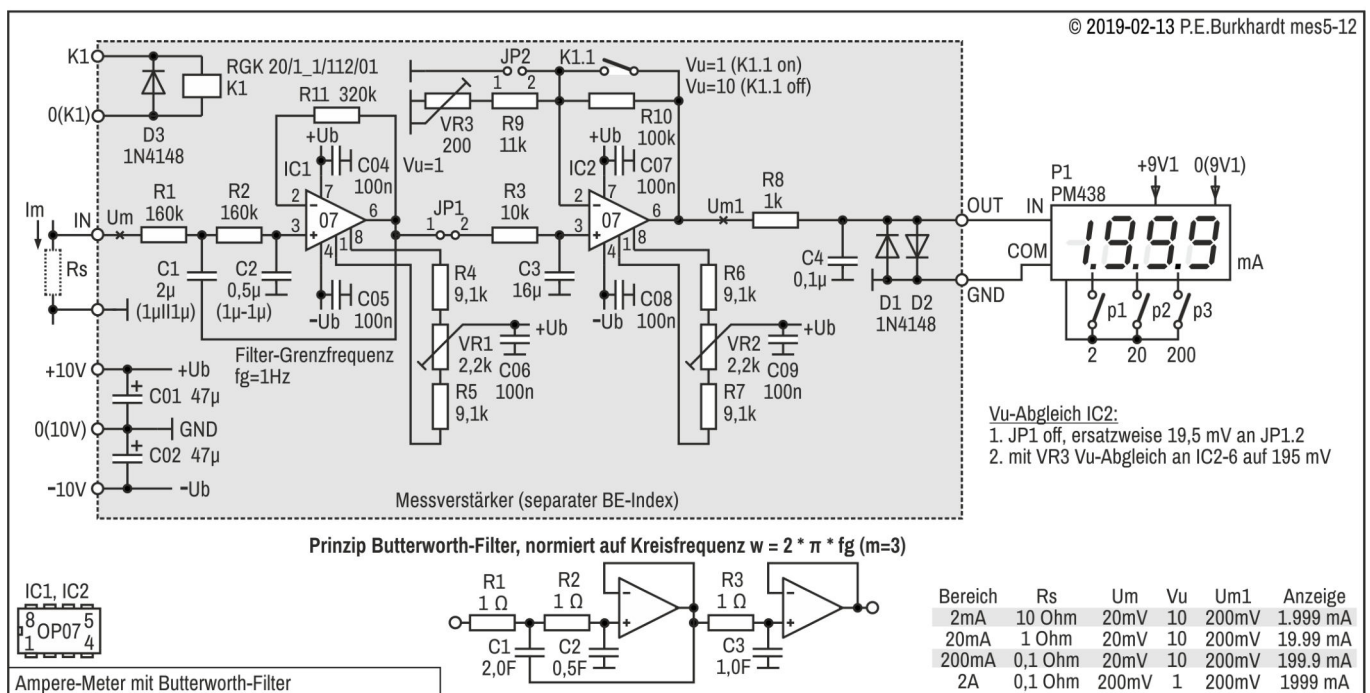 © 2019-02-13 P.E.Burkhardt mes5-12
K1
0(K1)
D3
1N4148
RGK 20/1_1/112/01
K1
R11 320k
+Ub
C04
100n
IC1
Vu=1
JP2
1 2
VR3
200
R9
11k
K1.1
Vu=1 (K1.1 on)
Vu=10 (K1.1 off)
R10
100k
+Ub
C07
100n
IC2
Im
IN
Um
Rs
R1
160k
R2
160k
C1
2µ
(1µII1µ)
C2
0,5µ
(1µ-1µ)
2
3
7
07
6
4
1
8
−
+
C05
100n
−Ub
JP1
1 2
R3
10k
C3
16µ
2
3
7
07
6
4
1
8
−
+
C08
100n
−Ub
R4
9,1k
VR1
2,2k
R5
9,1k
+Ub
C06
100n
R6
9,1k
VR2
2,2k
R7
9,1k
+Ub
C09
100n
Um1
R8
1k
C4
0,1µ
D1 D2
1N4148
OUT
GND
IN
COM
P1
PM438
+9V1
0(9V1)
1.9.9.9
mA
p1
p2
p3
2
20
200
Filter-Grenzfrequenz
fg=1Hz
+10V
+Ub
+
C01 47µ
0(10V)
GND
+
C02 47µ
−10V
−Ub
Messverstärker (separater BE-Index)
Vu-Abgleich IC2:
1. JP1 off, ersatzweise 19,5 mV an JP1.2
2. mit VR3 Vu-Abgleich an IC2-6 auf 195 mV
Prinzip Butterworth-Filter, normiert auf Kreisfrequenz w = 2 * π * fg (m=3)
R1
1 Ω
R2
1 Ω
C1
2,0F
C2
0,5F
−
+
R3
1 Ω
C3
1,0F
−
+
IC1, IC2
8 5
OP07
1 4
Ampere-Meter mit Butterworth-Filter
Bereich Rs Um Vu Um1 Anzeige
2mA 10 Ohm 20mV 10 200mV 1.999 mA
20mA 1 Ohm 20mV 10 200mV 19.99 mA
200mA 0,1 Ohm 20mV 10 200mV 199.9 mA
2A 0,1 Ohm 200mV 1 200mV 1999 mA